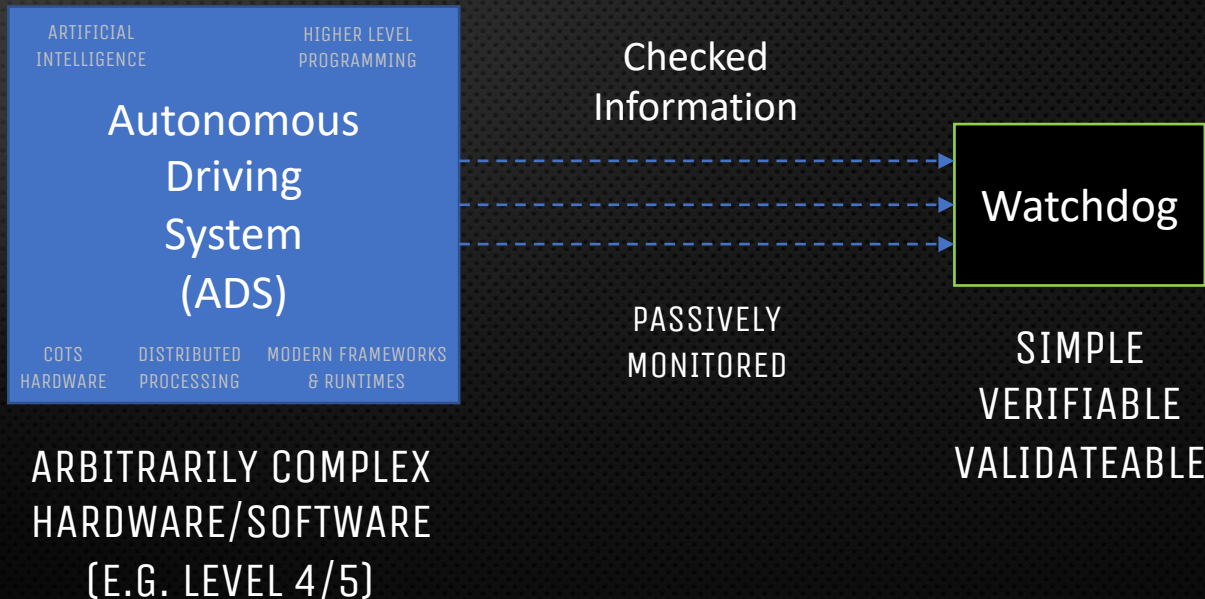 ARTIFICIAL
INTELLIGENCE
HIGHER LEVEL
PROGRAMMING
Autonomous
Driving
System
(ADS)
COTS
HARDWARE
DISTRIBUTED
PROCESSING
MODERN FRAMEWORKS
& RUNTIMES
ARBITRARILY COMPLEX
HARDWARE/SOFTWARE
(E.G. LEVEL 4/5)
Checked
Information
PASSIVELY
MONITORED
Watchdog
SIMPLE
VERIFIABLE
VALIDATEABLE